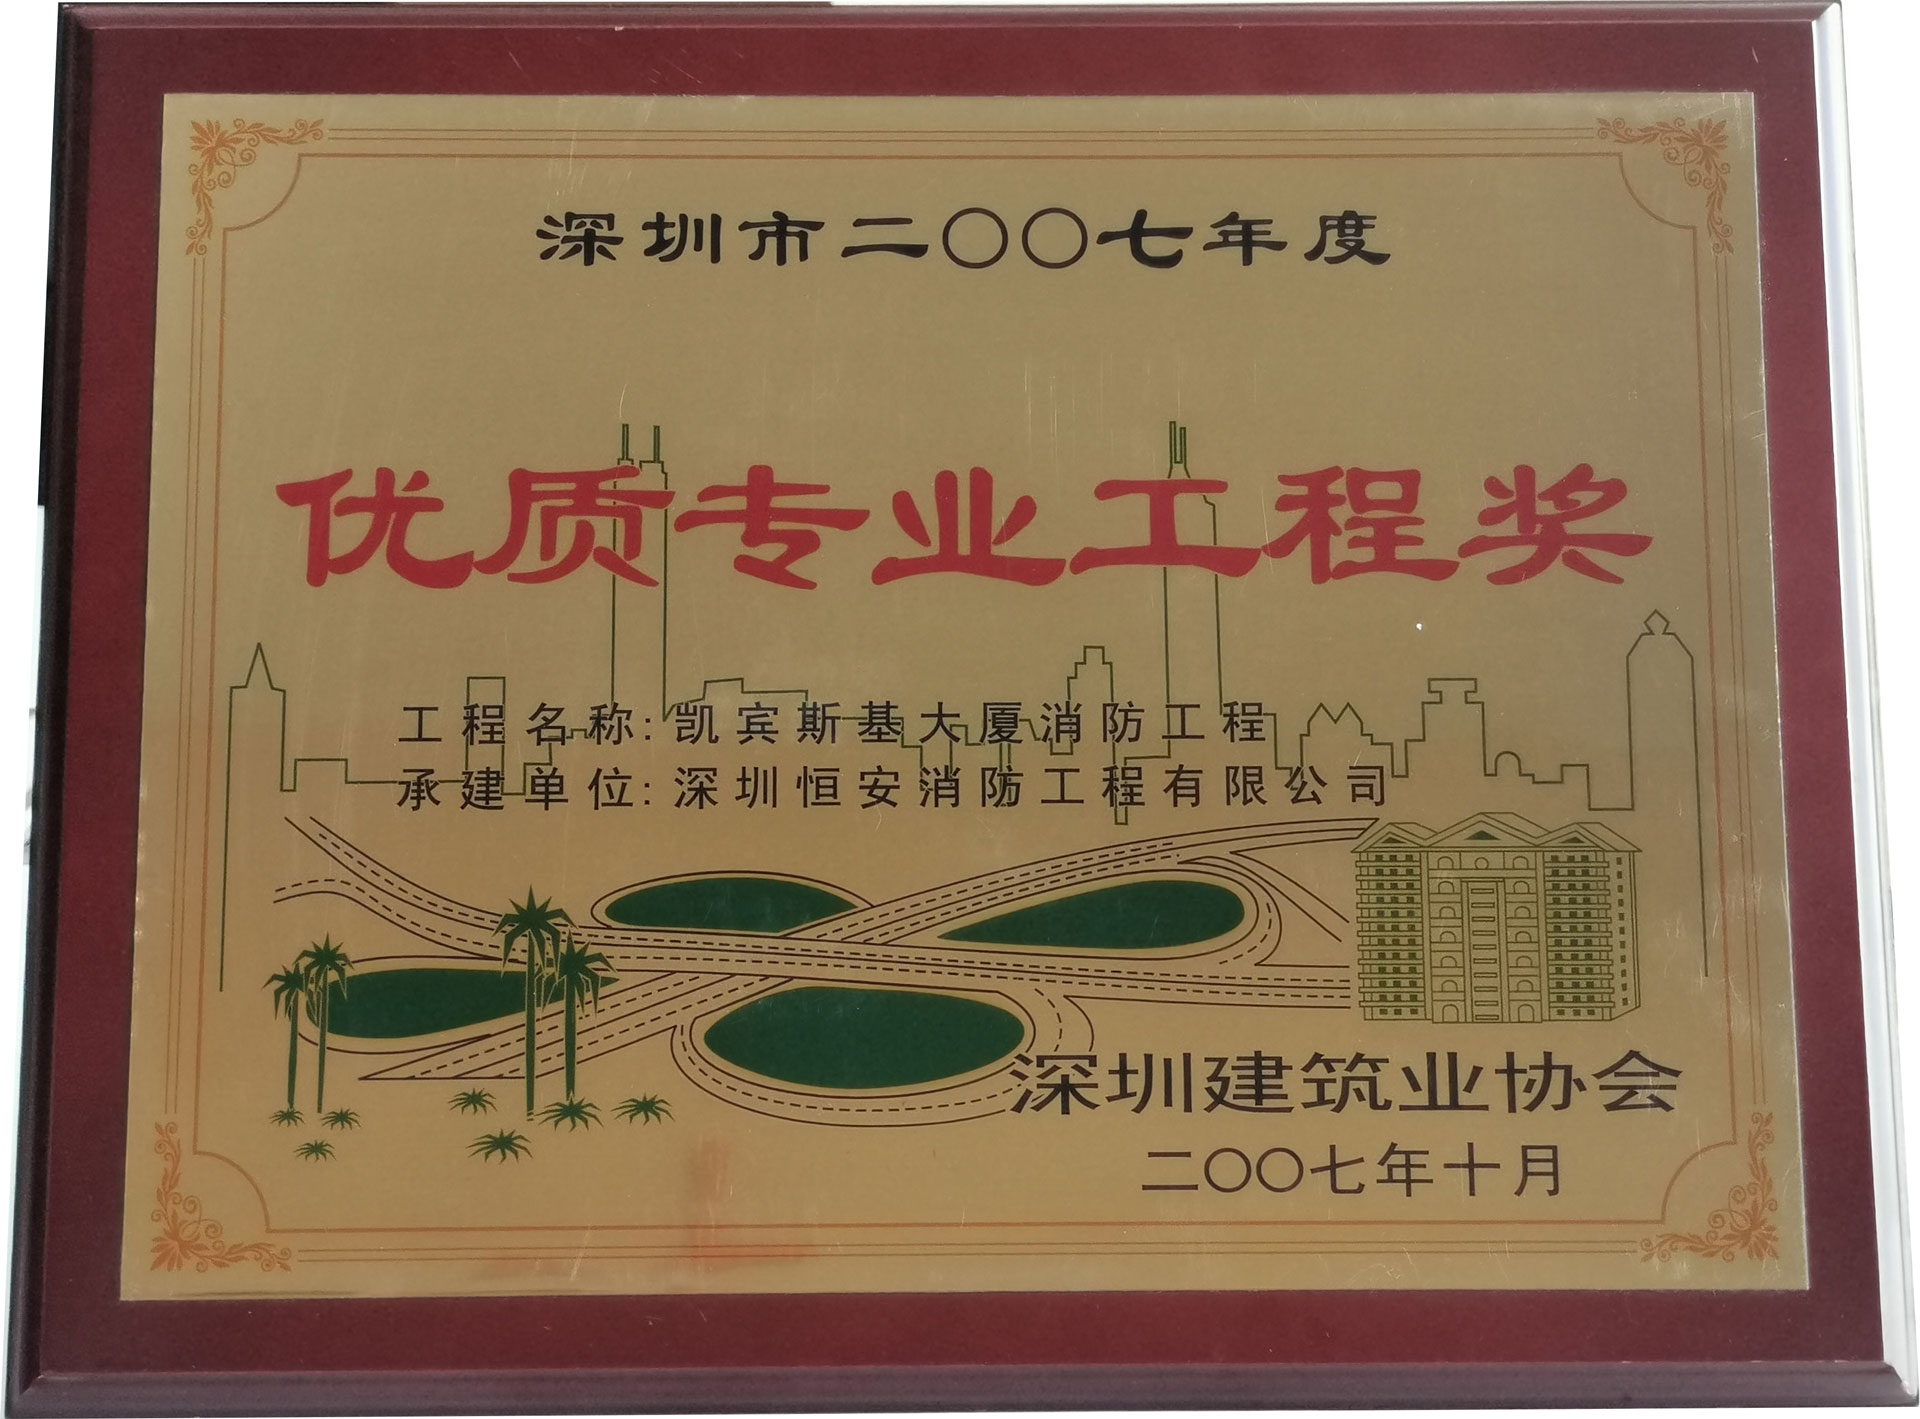 深圳市二〇〇七年度
优质专业工程奖
工程名称:凯宾斯基大厦消防工程
承建单位:深圳恒安消防工程有限公司
深圳建筑业协会
二〇〇七年十月